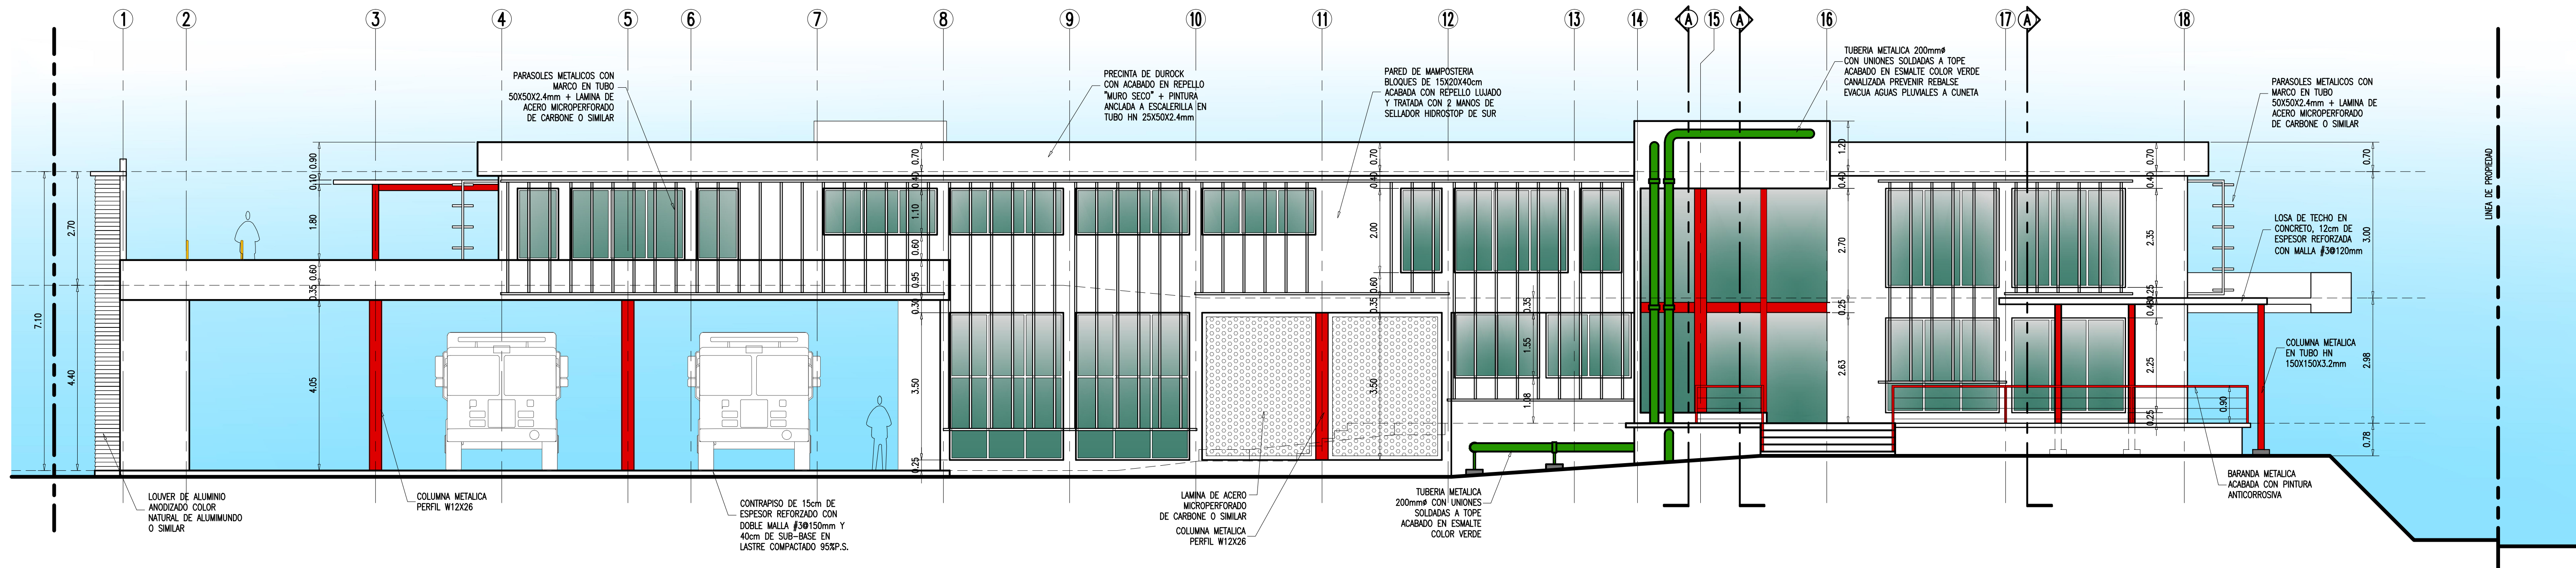 1
2
3
4
5
6
7
8
9
10
11
12
13
14
A
15
A
16
17
A
18
PARASOLES METALICOS CON
MARCO EN TUBO
50X50X2.4mm + LAMINA DE
ACERO MICROPERFORADO
DE CARBONE O SIMILAR
PRECINTA DE DUROCK
CON ACABADO EN REPELLO
"MURO SECO" + PINTURA
ANCLADA A ESCALERILLA EN
TUBO HN 25X50X2.4mm
PARED DE MAMPOSTERIA
BLOQUES DE 15X20X40cm
ACABADA CON REPELLO LUJADO
Y TRATADA CON 2 MANOS DE
SELLADOR HIDROSTOP DE SUR
TUBERIA METALICA 200mmø
CON UNIONES SOLDADAS A TOPE
ACABADO EN ESMALTE COLOR VERDE
CANALIZADA PREVENIR REBALSE
EVACUA AGUAS PLUVIALES A CUNETA
PARASOLES METALICOS CON
MARCO EN TUBO
50X50X2.4mm + LAMINA DE
ACERO MICROPERFORADO
DE CARBONE O SIMILAR
LINEA DE PROPIEDAD
LOSA DE TECHO EN
CONCRETO, 12cm DE
ESPESOR REFORZADA
CON MALLA #3@120mm
COLUMNA METALICA
EN TUBO HN
150X150X3.2mm
7.10
2.70
4.40
0.90
0.10
1.80
0.60
0.35
4.05
0.70
0.40
1.10
0.60
0.95
0.30
3.50
0.25
0.70
0.40
2.00
0.60
0.35
3.50
0.35
1.55
1.08
1.20
0.40
2.70
0.25
2.63
0.70
0.40
2.35
0.25
2.25
0.25
0.90
0.70
3.00
2.98
0.78
LOUVER DE ALUMINIO
ANODIZADO COLOR
NATURAL DE ALUMIMUNDO
O SIMILAR
COLUMNA METALICA
PERFIL W12X26
CONTRAPISO DE 15cm DE
ESPESOR REFORZADO CON
DOBLE MALLA #3@150mm Y
40cm DE SUB-BASE EN
LASTRE COMPACTADO 95%P.S.
LAMINA DE ACERO
MICROPERFORADO
DE CARBONE O SIMILAR
COLUMNA METALICA
PERFIL W12X26
TUBERIA METALICA
200mmø CON UNIONES
SOLDADAS A TOPE
ACABADO EN ESMALTE
COLOR VERDE
BARANDA METALICA
ACABADA CON PINTURA
ANTICORROSIVA